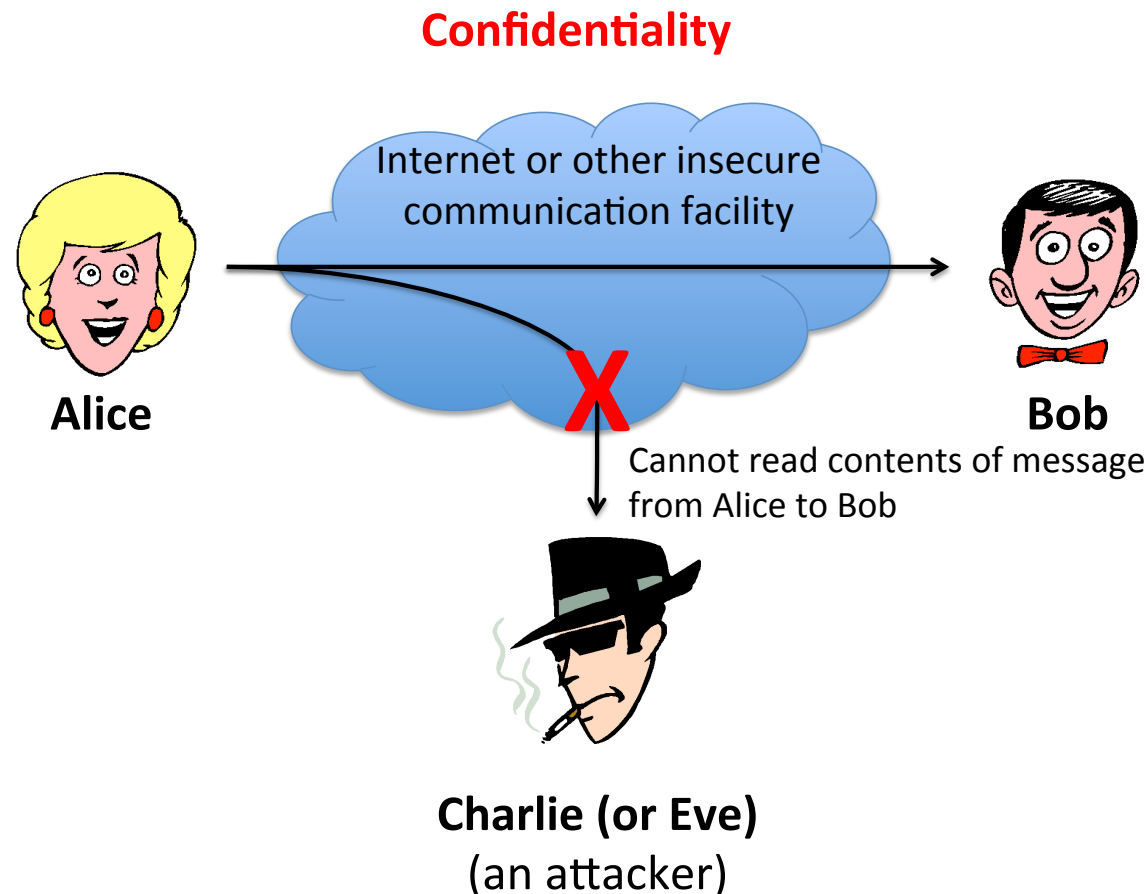 Confidentiality
Internet or other insecure
communication facility
Alice
Bob
X
Cannot read contents of message
from Alice to Bob
Charlie (or Eve)
(an attacker)